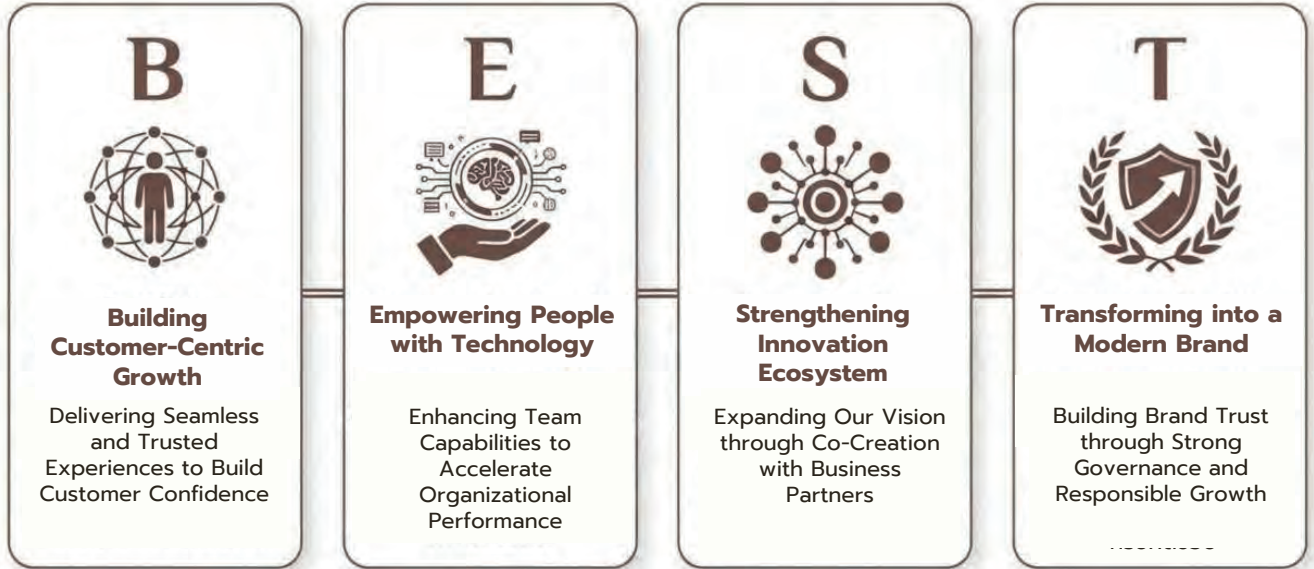 B
Building
Customer-Centric
Growth
Delivering Seamless
and Trusted
Experiences to Build
Customer Confidence
E
Empowering People
with Technology
Enhancing Team
Capabilities to
Accelerate
Organizational
Performance
S
Strengthening
Innovation
Ecosystem
Expanding Our Vision
through Co-Creation
with Business
Partners
T
Transforming into a
Modern Brand
Building Brand Trust
through Strong
Governance and
Responsible Growth